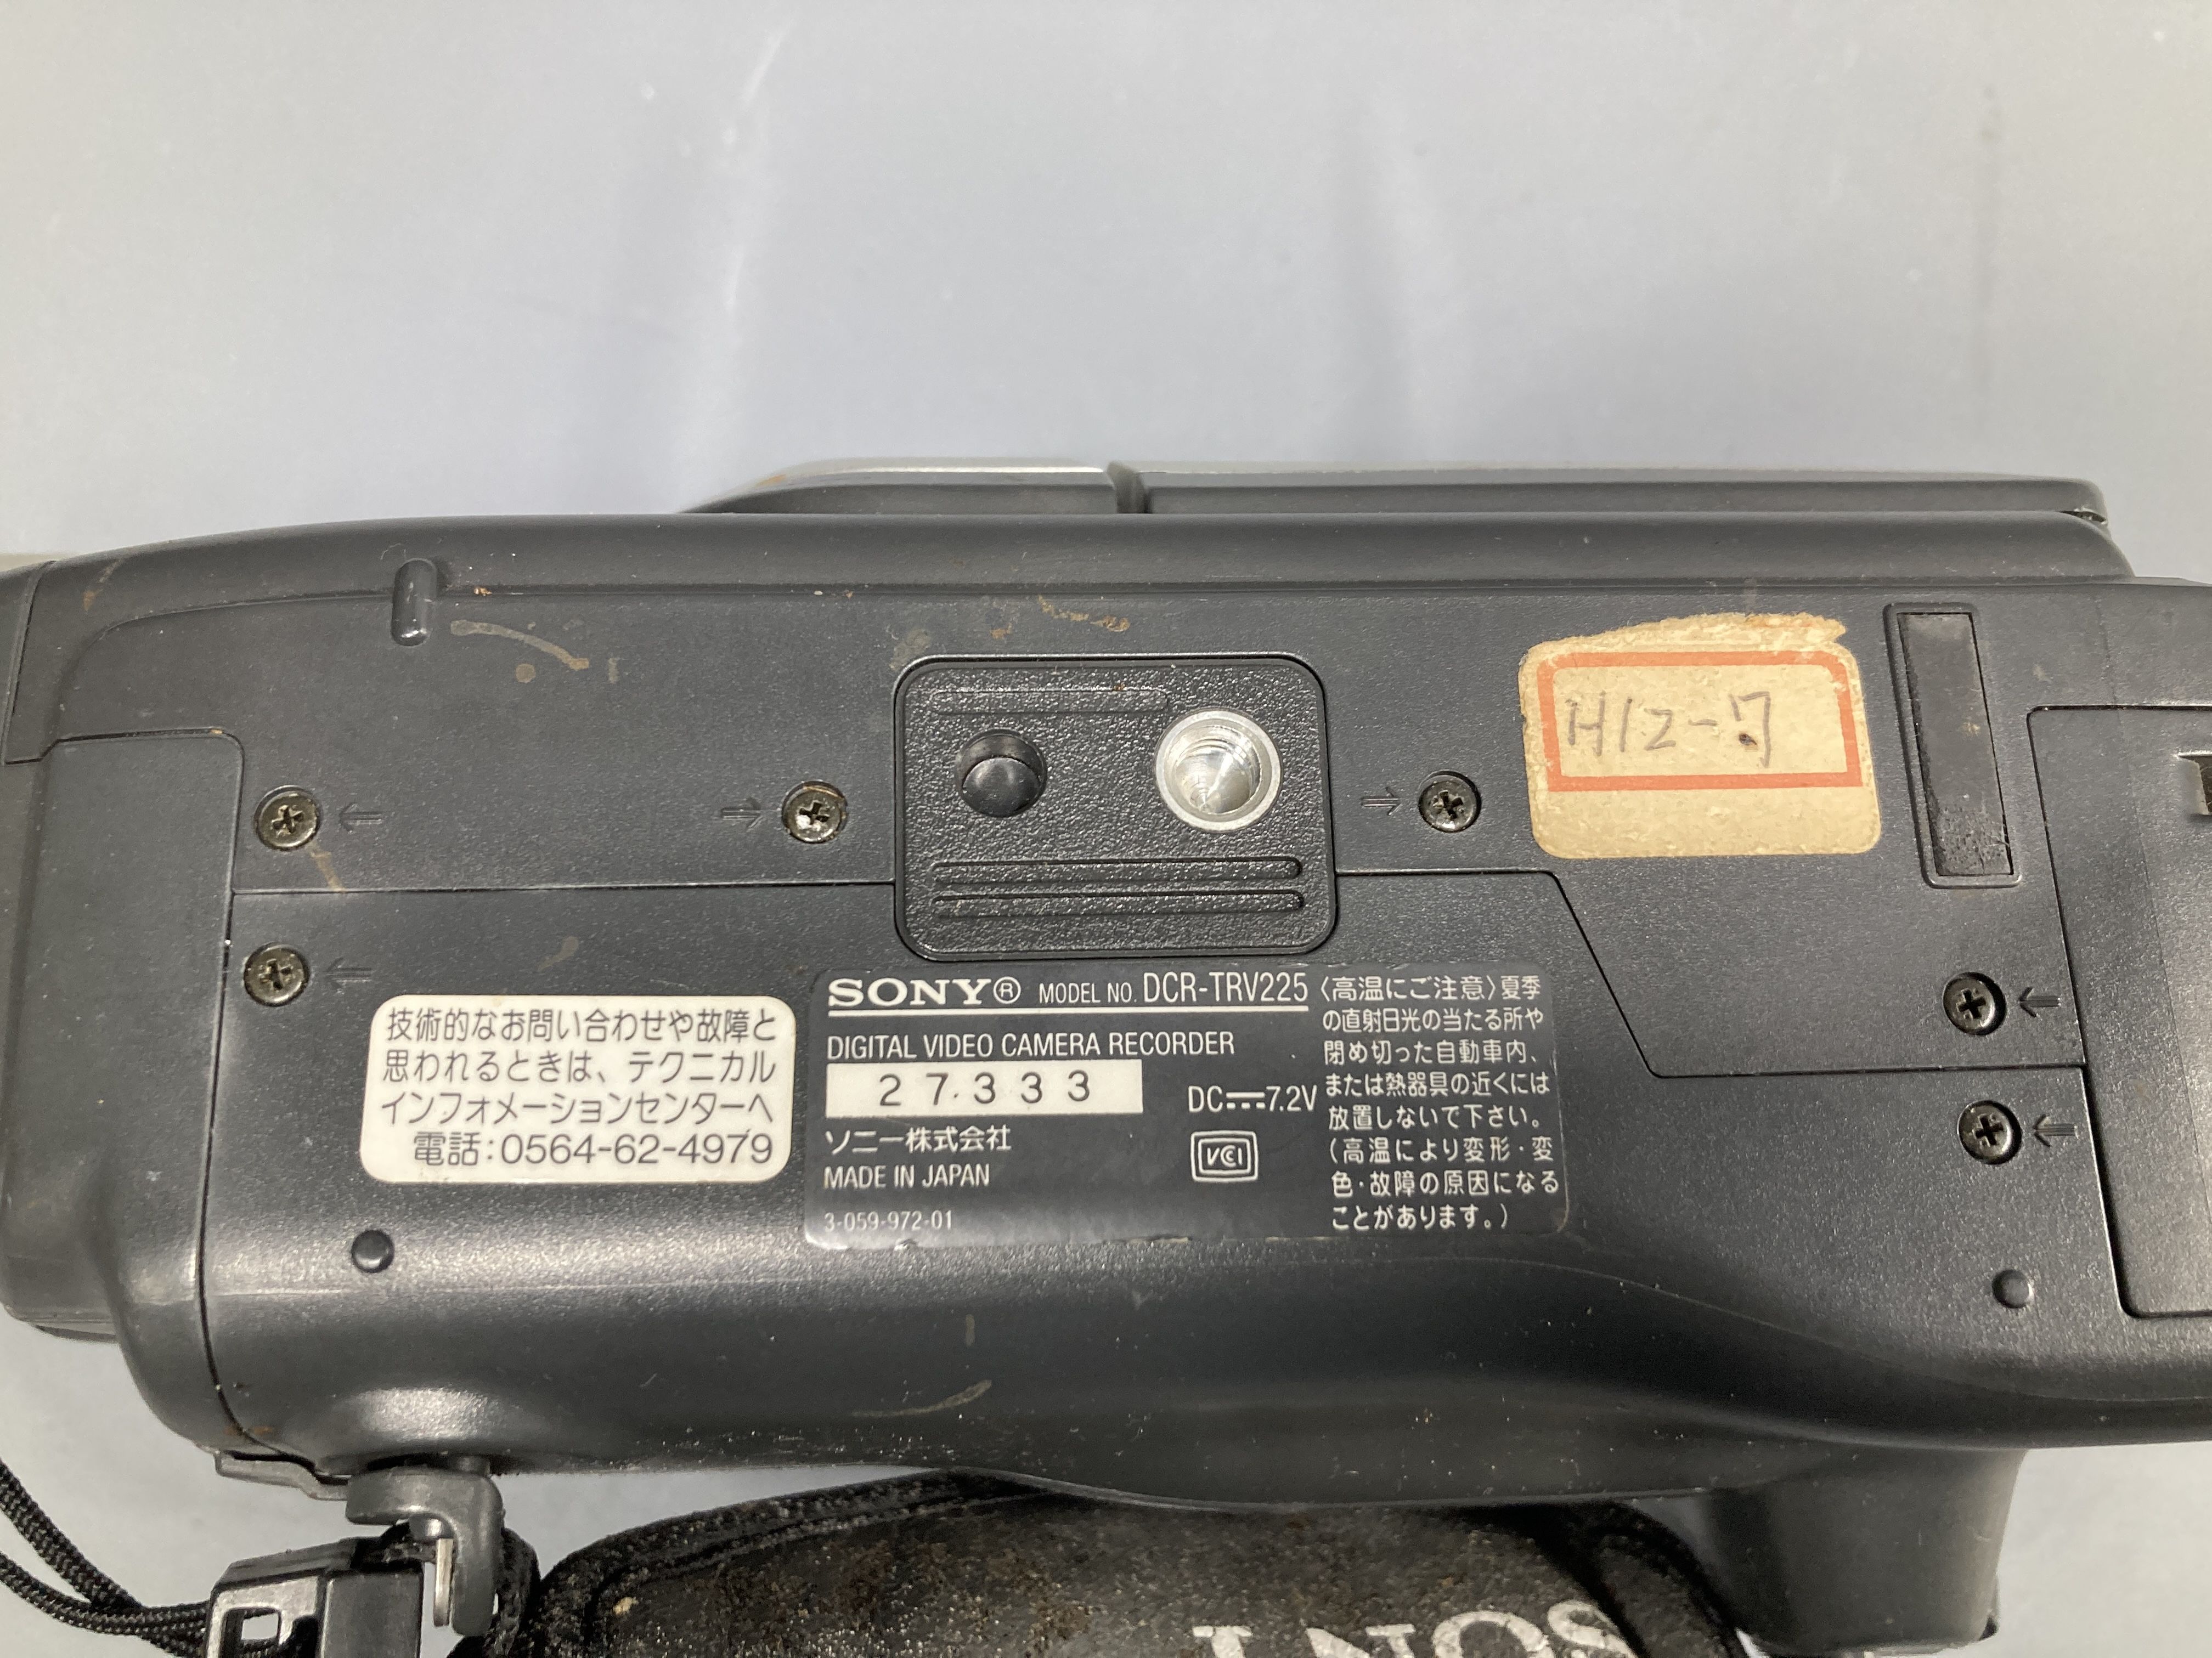 H12-7
SONY® MODEL NO. DCR-TRV225
DIGITAL VIDEO CAMERA RECORDER
27.333
DC 7.2V
ソニー株式会社
MADE IN JAPAN
VCI
3-059-972-01
〈高温にご注意〉夏季
の直射日光の当たる所や
閉め切った自動車内、
または熱器具の近くには
放置しないで下さい。
(高温により変形・変
色・故障の原因になる
ことがあります。)
技術的なお問い合わせや故障と
思われるときは、テクニカル
インフォメーションセンターへ
電話:0564-62-4979
SONY